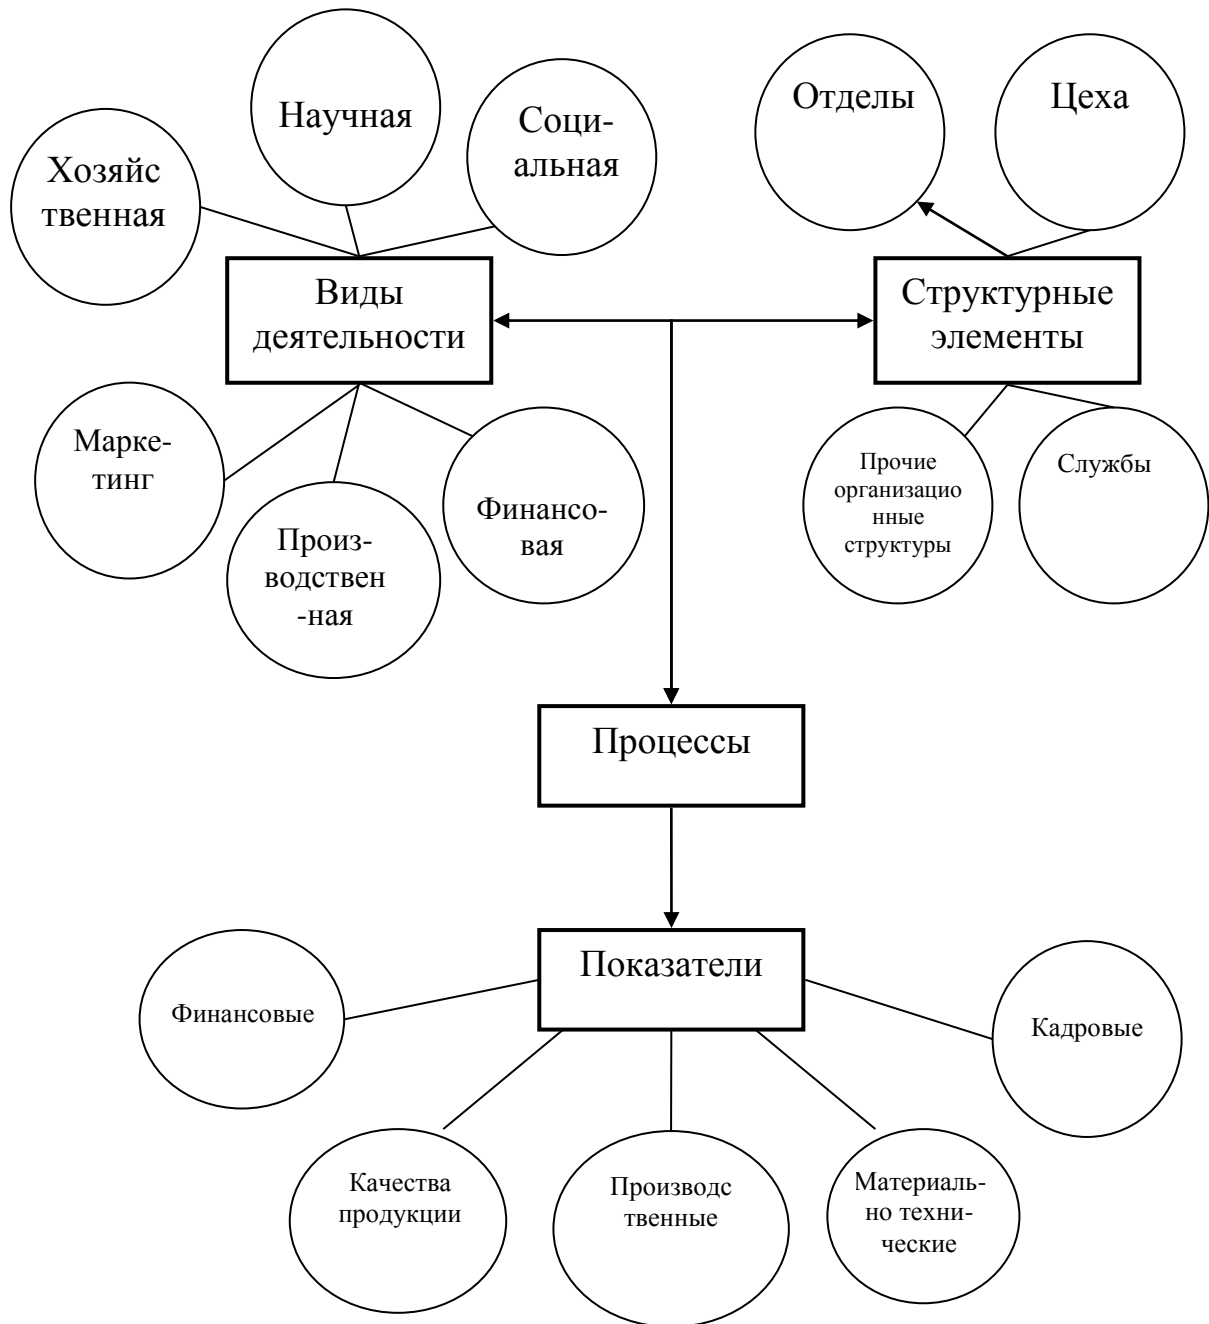 Научная
Соци-
альная
Хозяйс
твенная
Отделы
Цеха
Виды
деятельности
Структурные
элементы
Марке-
тинг
Произ-
водствен
-ная
Финансо-
вая
Прочие
организацио
нные
структуры
Службы
Процессы
Показатели
Финансовые
Кадровые
Качества
продукции
Производс
твенные
Материаль-
но техни-
ческие